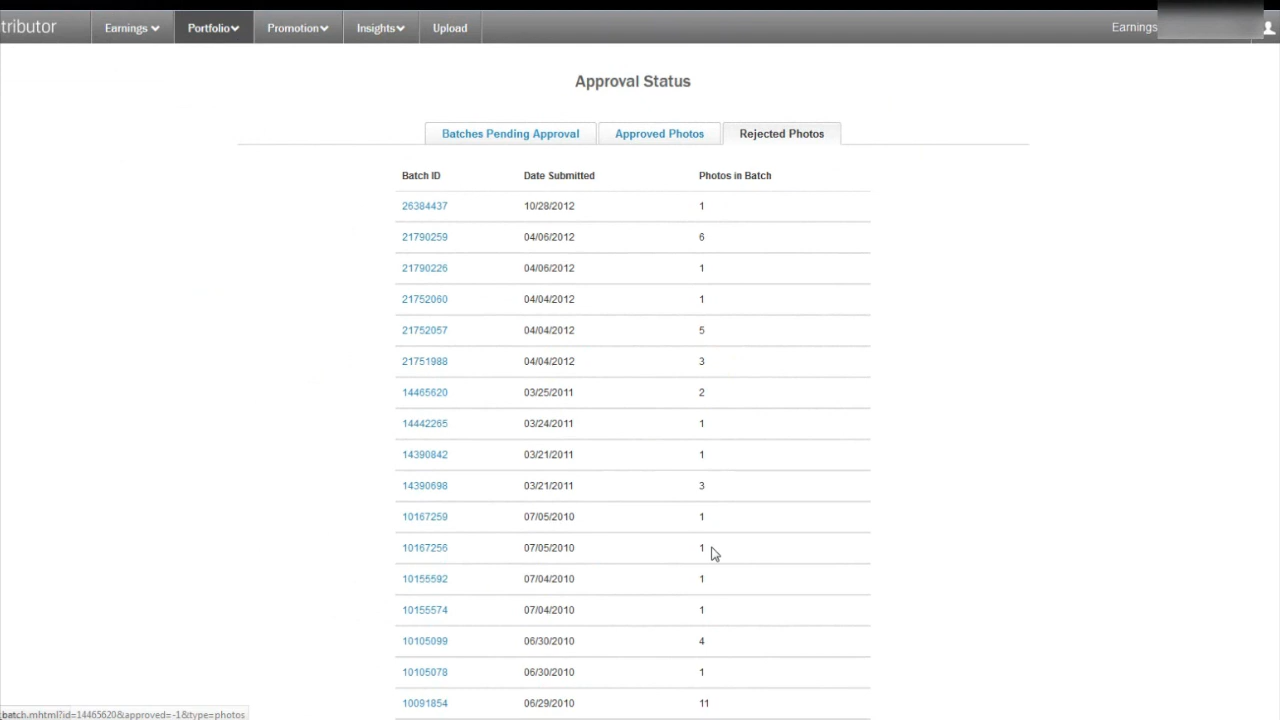 tributor Earnings Portfolio Promotion Insights Upload Earnings
Approval Status
Batches Pending Approval Approved Photos Rejected Photos
Batch ID Date Submitted Photos in Batch
26384437 10/28/2012 1
21790259 04/06/2012 6
21790226 04/06/2012 1
21752060 04/04/2012 1
21752057 04/04/2012 5
21751988 04/04/2012 3
14465620 03/25/2011 2
14442265 03/24/2011 1
14390842 03/21/2011 1
14390698 03/21/2011 3
10167259 07/05/2010 1
10167256 07/05/2010 1
10155592 07/04/2010 1
10155574 07/04/2010 1
10105099 06/30/2010 4
10105078 06/30/2010 1
10091854 06/29/2010 11
batch.mhtml?id=14465620&approved=-1&type=photos